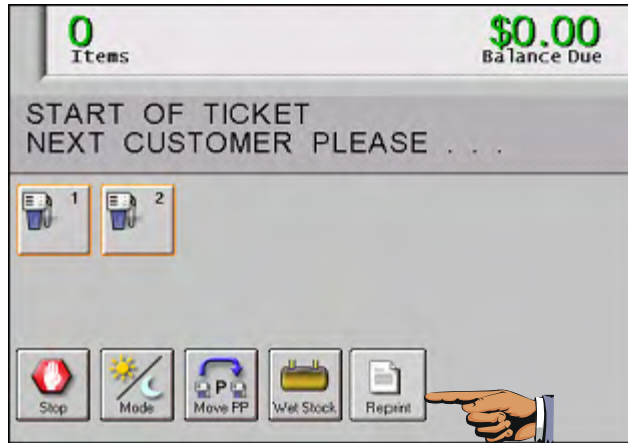 0 $0.00
Items Balance Due
START OF TICKET
NEXT CUSTOMER PLEASE . . .
1 2
P
Stop Mode Move PP Wet Stock Reprint